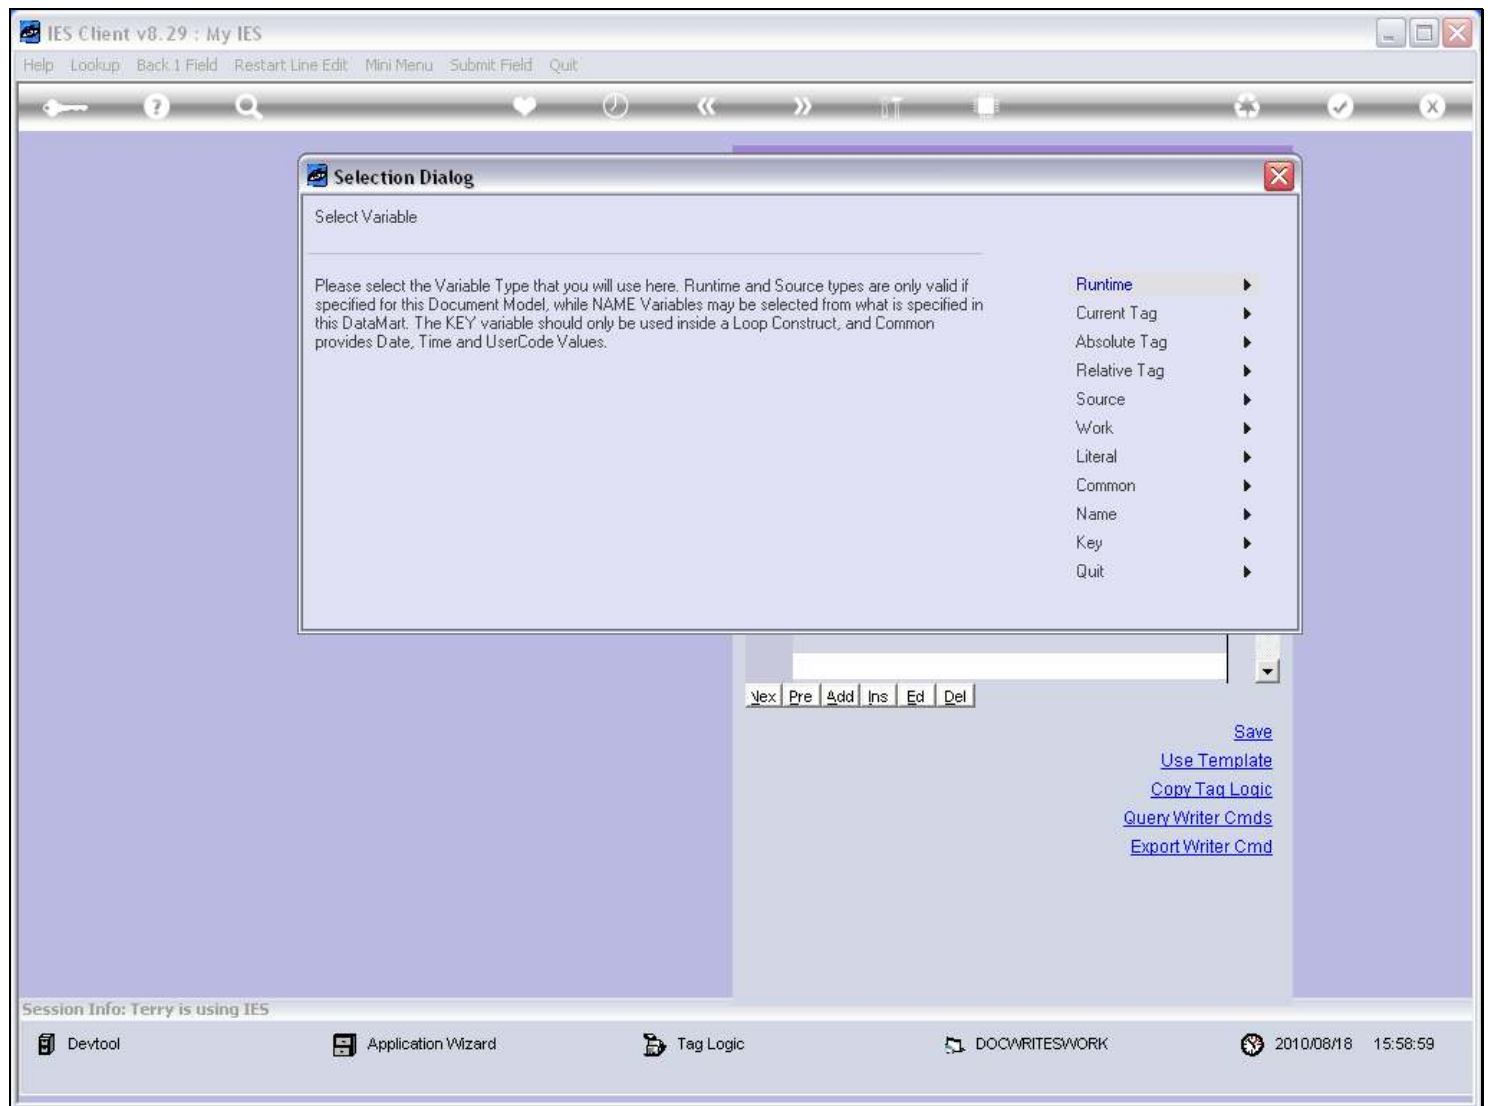 IES Client v8.29 : My IES
Help Lookup Back 1 Field Restart Line Edit Mini Menu Submit Field Quit
Selection Dialog
Select Variable
Please select the Variable Type that you will use here. Runtime and Source types are only valid if
specified for this Document Model, while NAME Variables may be selected from what is specified in
this DataMart. The KEY variable should only be used inside a Loop Construct, and Common
provides Date, Time and UserCode Values.
Runtime
Current Tag
Absolute Tag
Relative Tag
Source
Work
Literal
Common
Name
Key
Quit
Nex Pre Add Ins Ed Del
Save
Use Template
Copy Tag Logic
Query Writer Cmds
Export Writer Cmd
Session Info: Terry is using IES
Devtool Application Wizard Tag Logic DOCWRITESWORK 2010/08/18 15:58:59